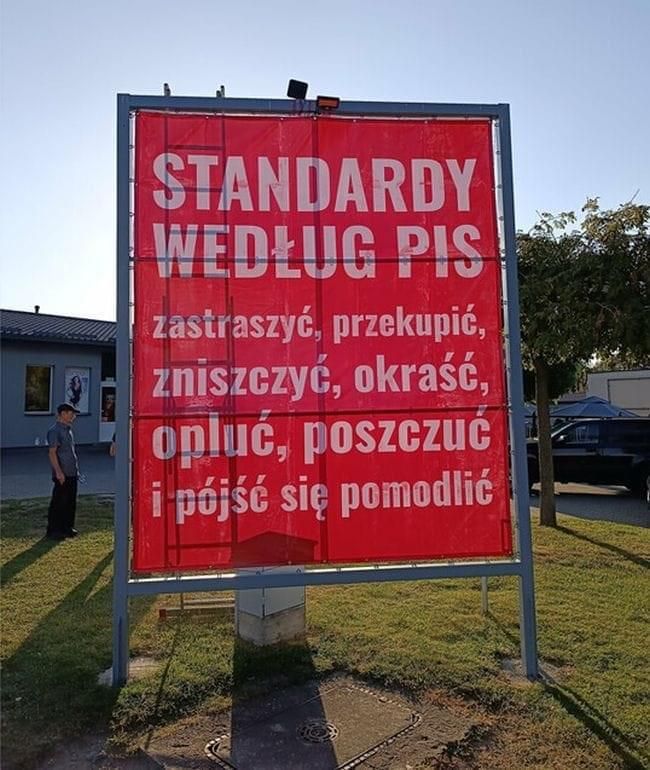 STANDARDY
WEDŁUG PIS
zastraszyć, przekupić,
zniszczyć, okraść,
opluć, poszczuć
i pójść się pomodlić